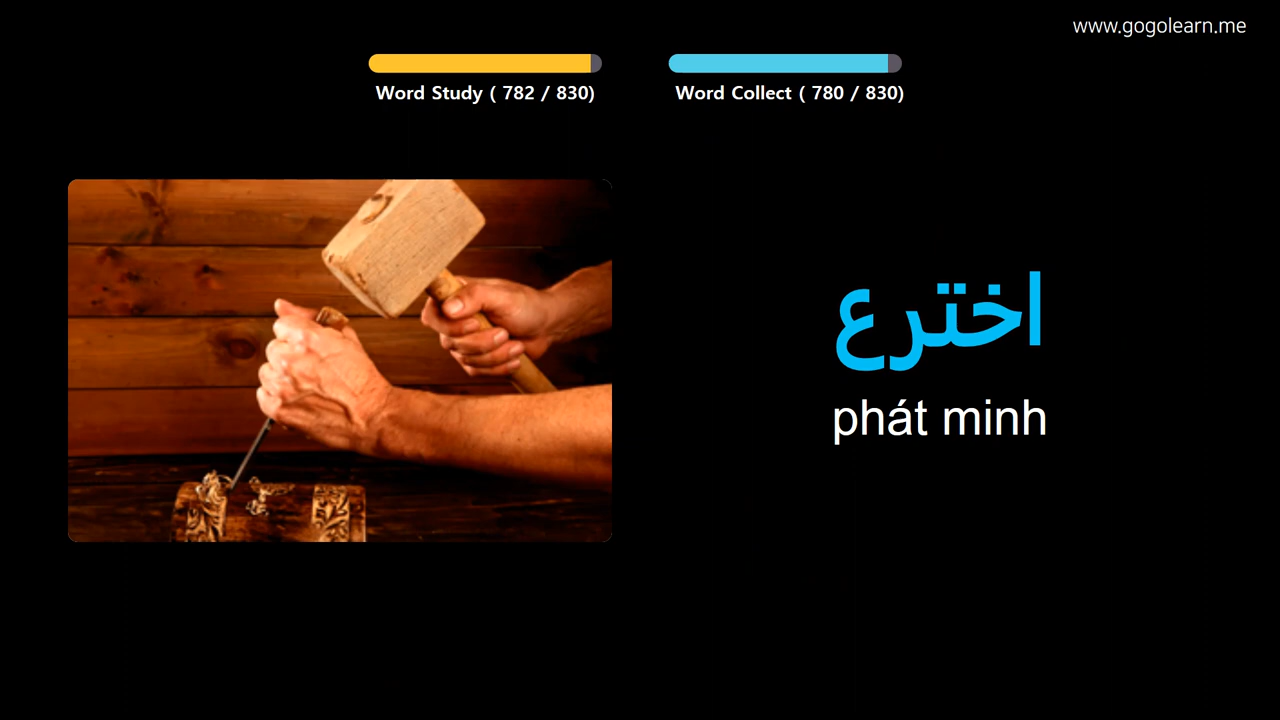 www.gogolearn.me
Word Study ( 782 / 830)
Word Collect ( 780 / 830)
اخترع
phát minh